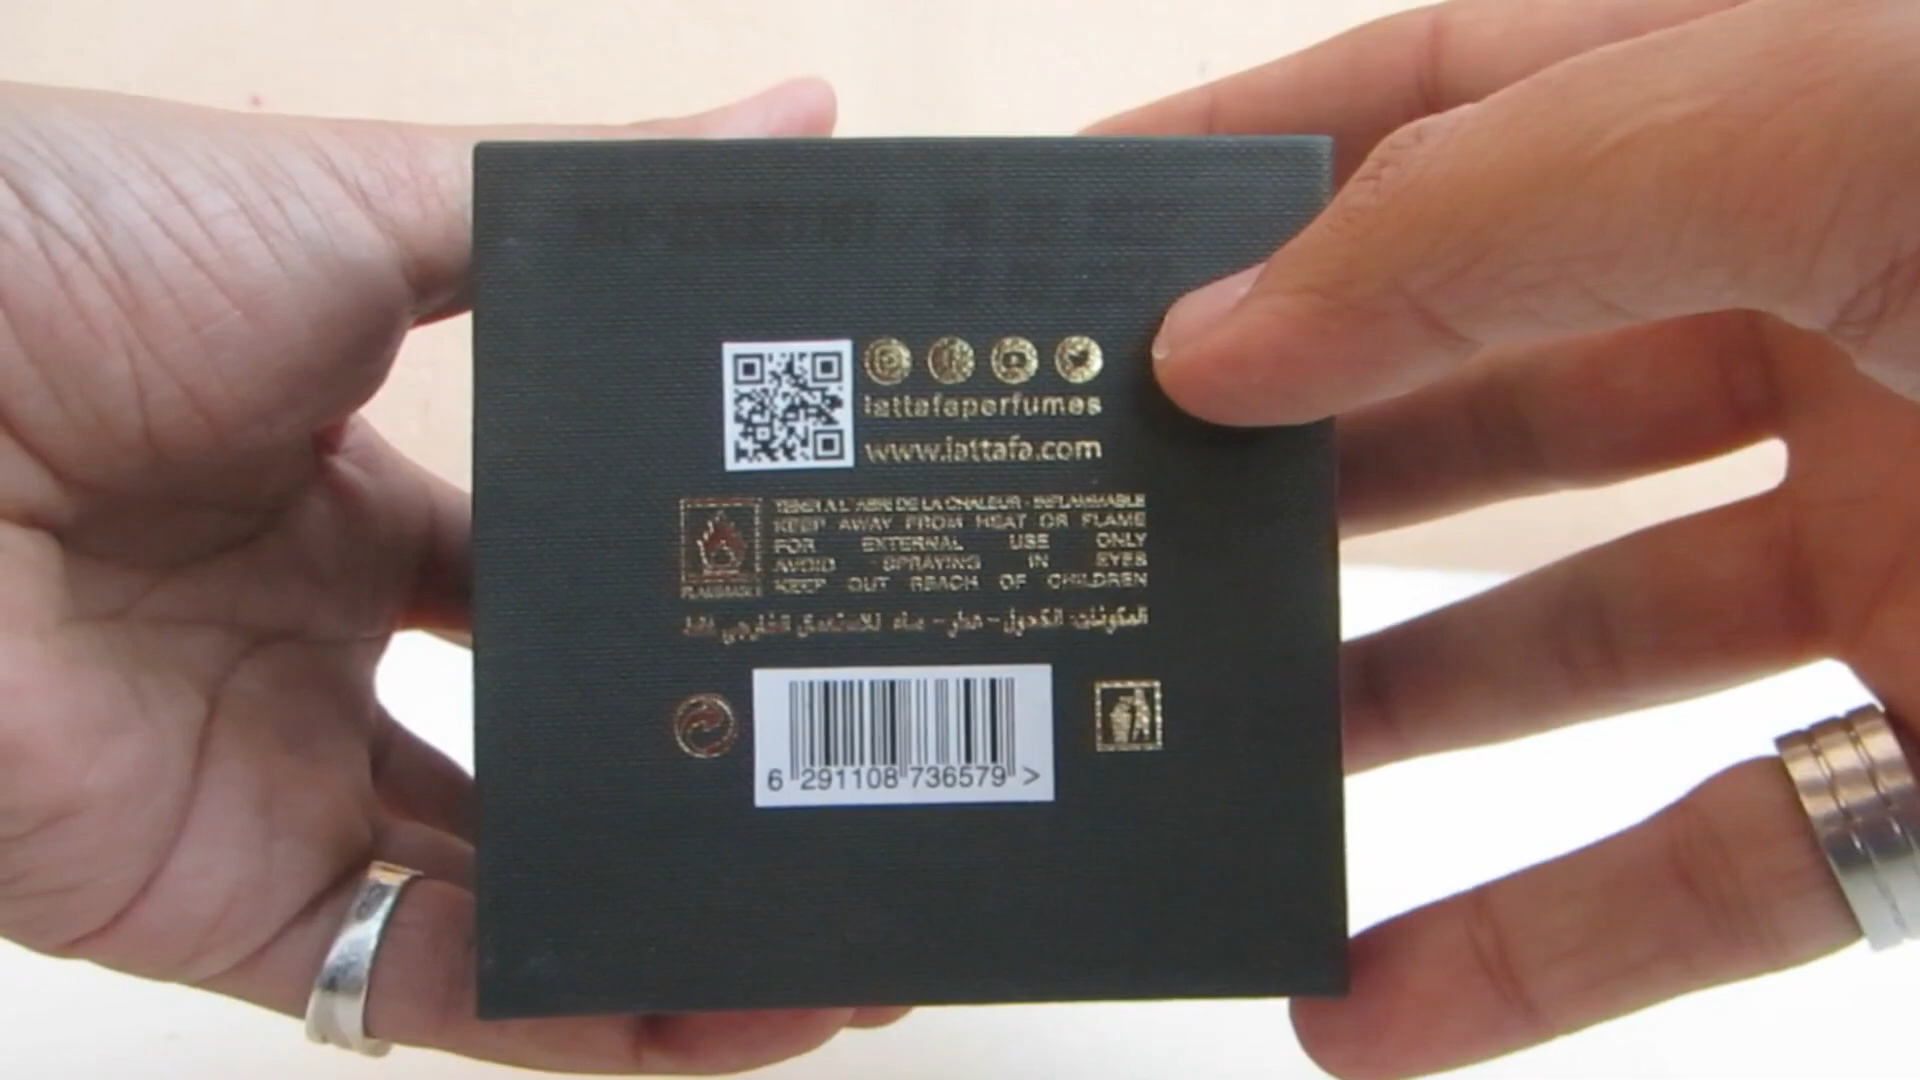 lattafaperfumes
www.lattafa.com
TENIR A L'ABRI DE LA CHALEUR - INFLAMMABLE
KEEP AWAY FROM HEAT OR FLAME
FOR EXTERNAL USE ONLY
AVOID SPRAYING IN EYES
KEEP OUT REACH OF CHILDREN
FLAMMABLE
المكونات: الكحول - عطر - ماء للاستعمال الخارجي فقط
6 291108 736579 >